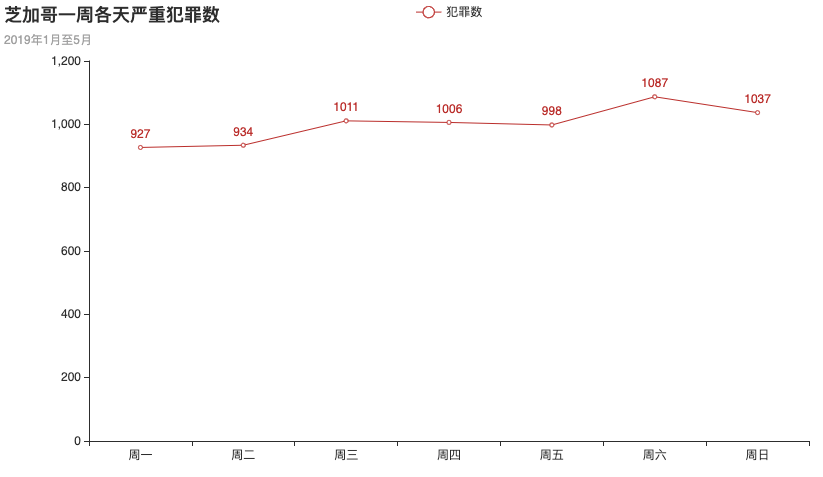 芝加哥一周各天严重犯罪数
犯罪数
2019年1月至5月
1,200
1,000
800
600
400
200
0
927
934
1011
1006
998
1087
1037
周一
周二
周三
周四
周五
周六
周日